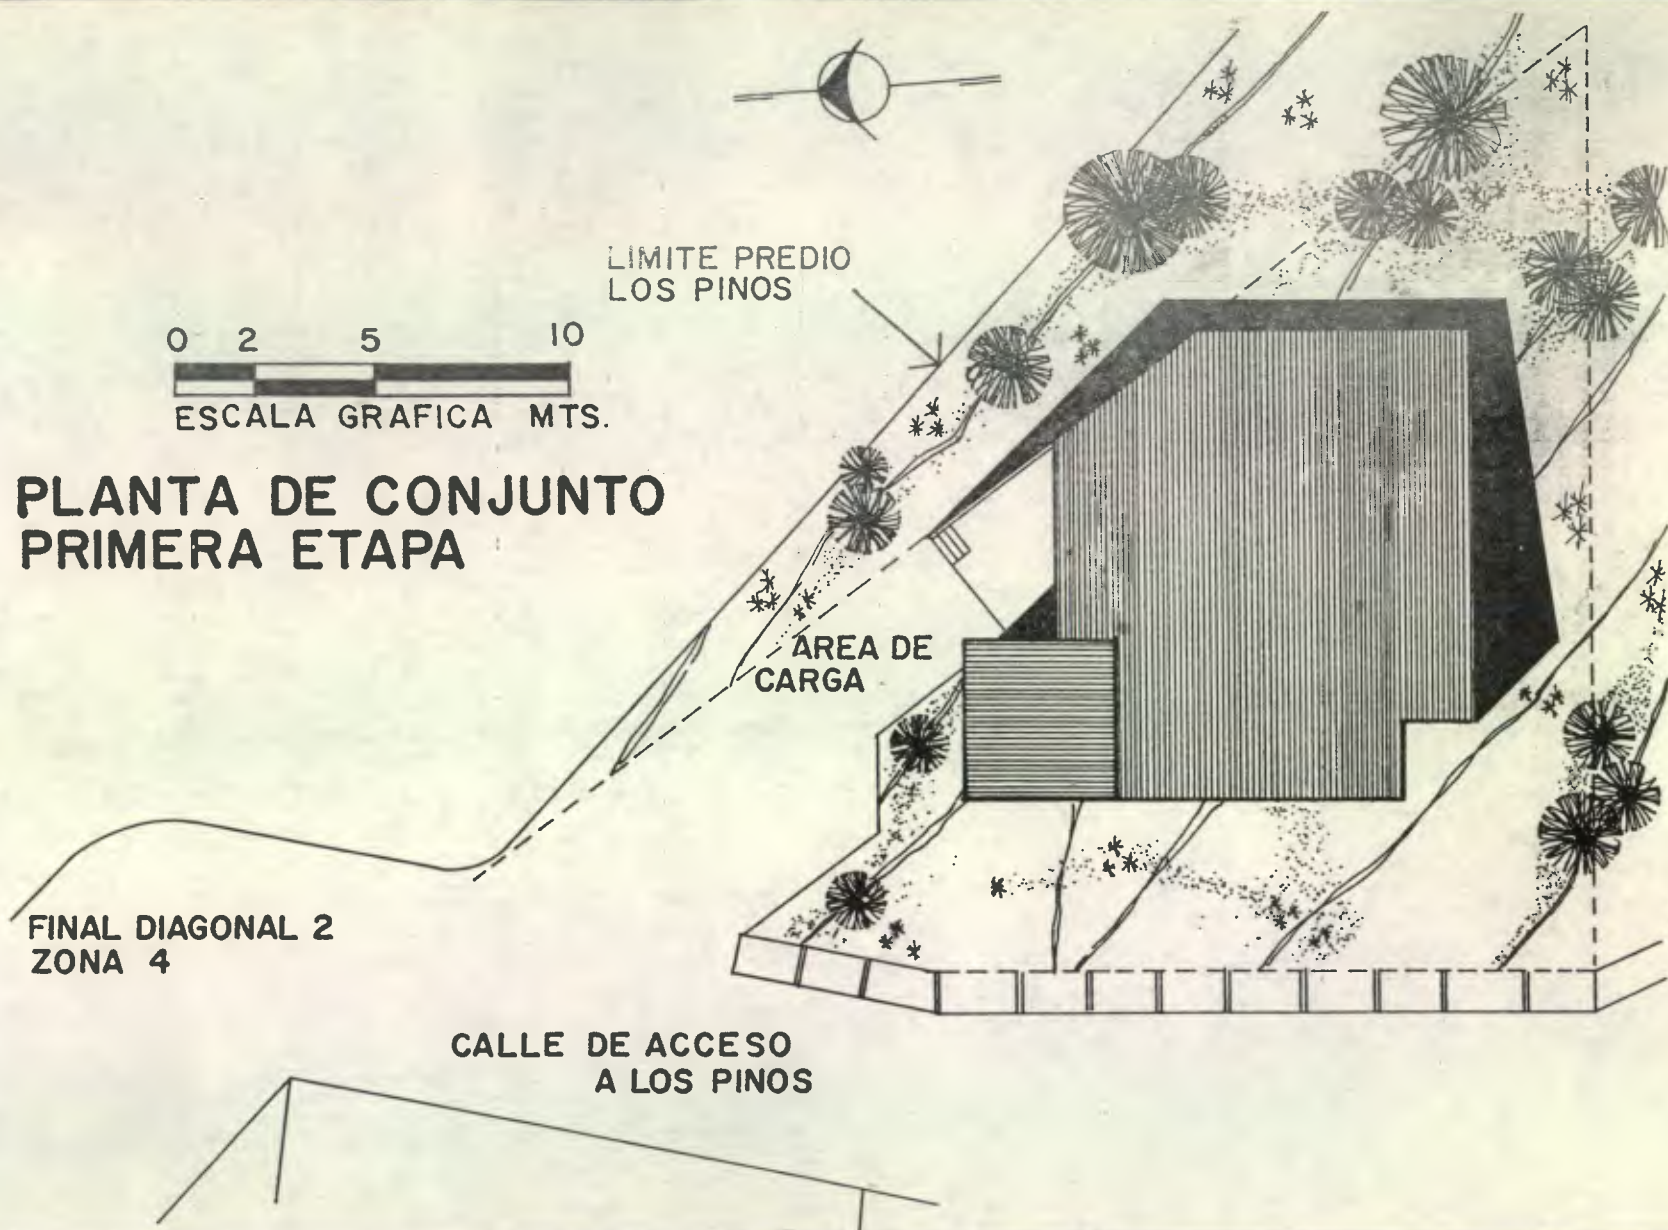 LIMITE PREDIO
LOS PINOS
0 2 5 10
ESCALA GRAFICA MTS.
PLANTA DE CONJUNTO
PRIMERA ETAPA
AREA DE
CARGA
FINAL DIAGONAL 2
ZONA 4
CALLE DE ACCESO
A LOS PINOS